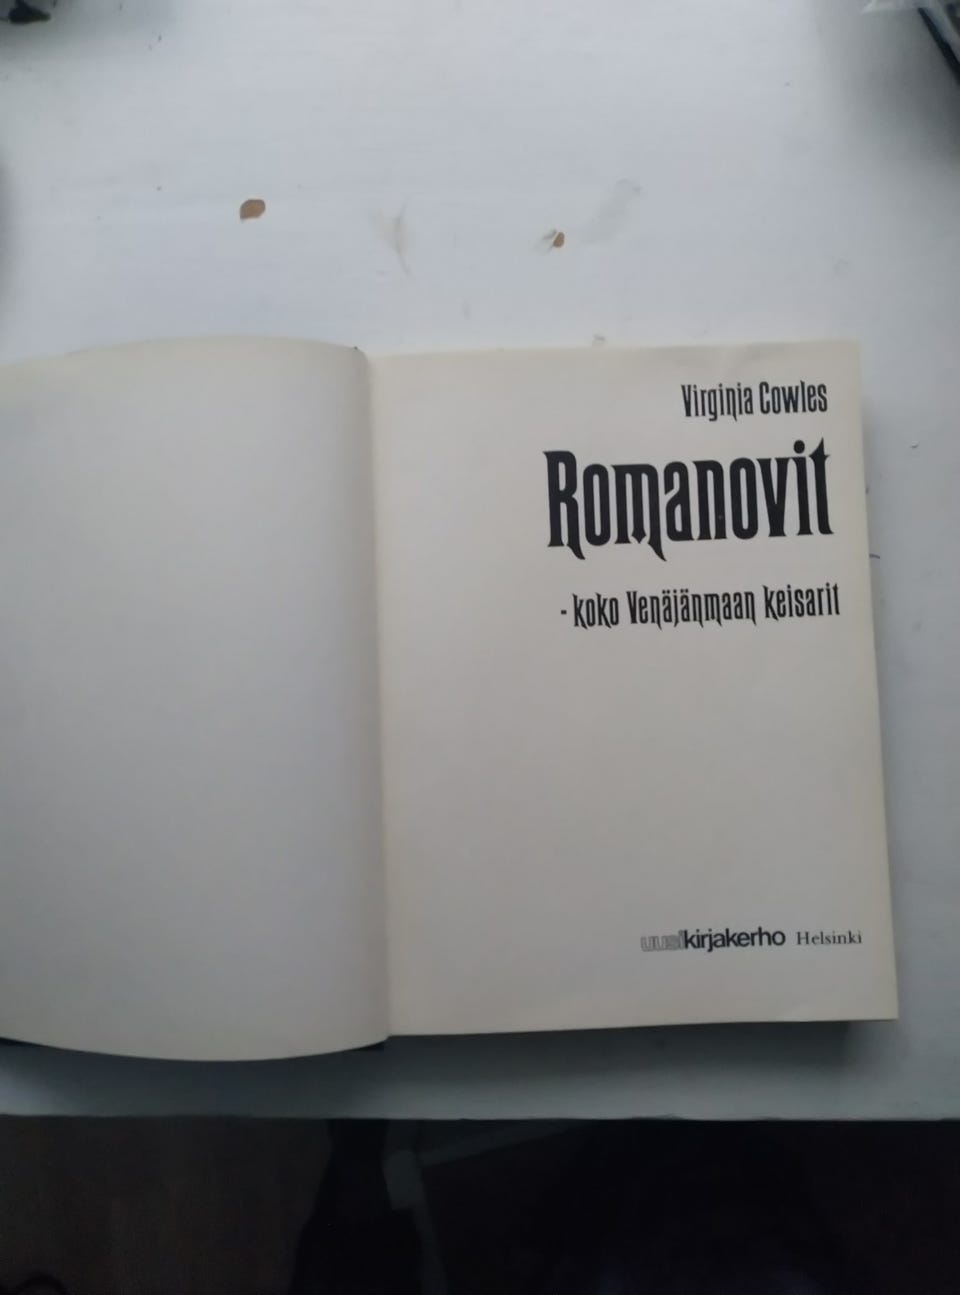 Virginia Cowles
Romanovit
- koko Venäjänmaan keisarit
uusikirjakerho Helsinki